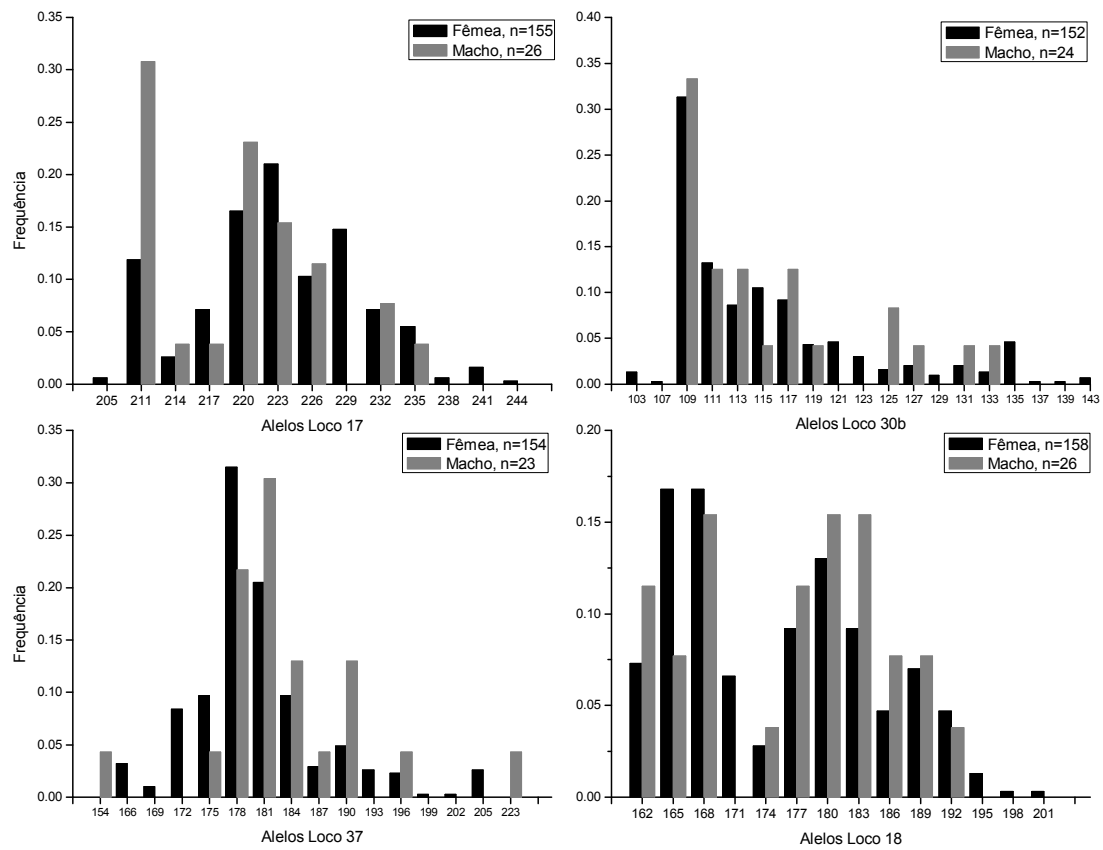 0.35
0.30
0.25
0.20
0.15
0.10
0.05
0.00
Frequência
Fêmea, n=155
Macho, n=26
205 211 214 217 220 223 226 229 232 235 238 241 244
Alelos Loco 17
0.40
0.35
0.30
0.25
0.20
0.15
0.10
0.05
0.00
Fêmea, n=152
Macho, n=24
103 107 109 111 113 115 117 119 121 123 125 127 129 131 133 135 137 139 143
Alelos Loco 30b
0.35
0.30
0.25
0.20
0.15
0.10
0.05
0.00
Frequência
Fêmea, n=154
Macho, n=23
154 166 169 172 175 178 181 184 187 190 193 196 199 202 205 223
Alelos Loco 37
0.20
0.15
0.10
0.05
0.00
Fêmea, n=158
Macho, n=26
162 165 168 171 174 177 180 183 186 189 192 195 198 201
Alelos Loco 18